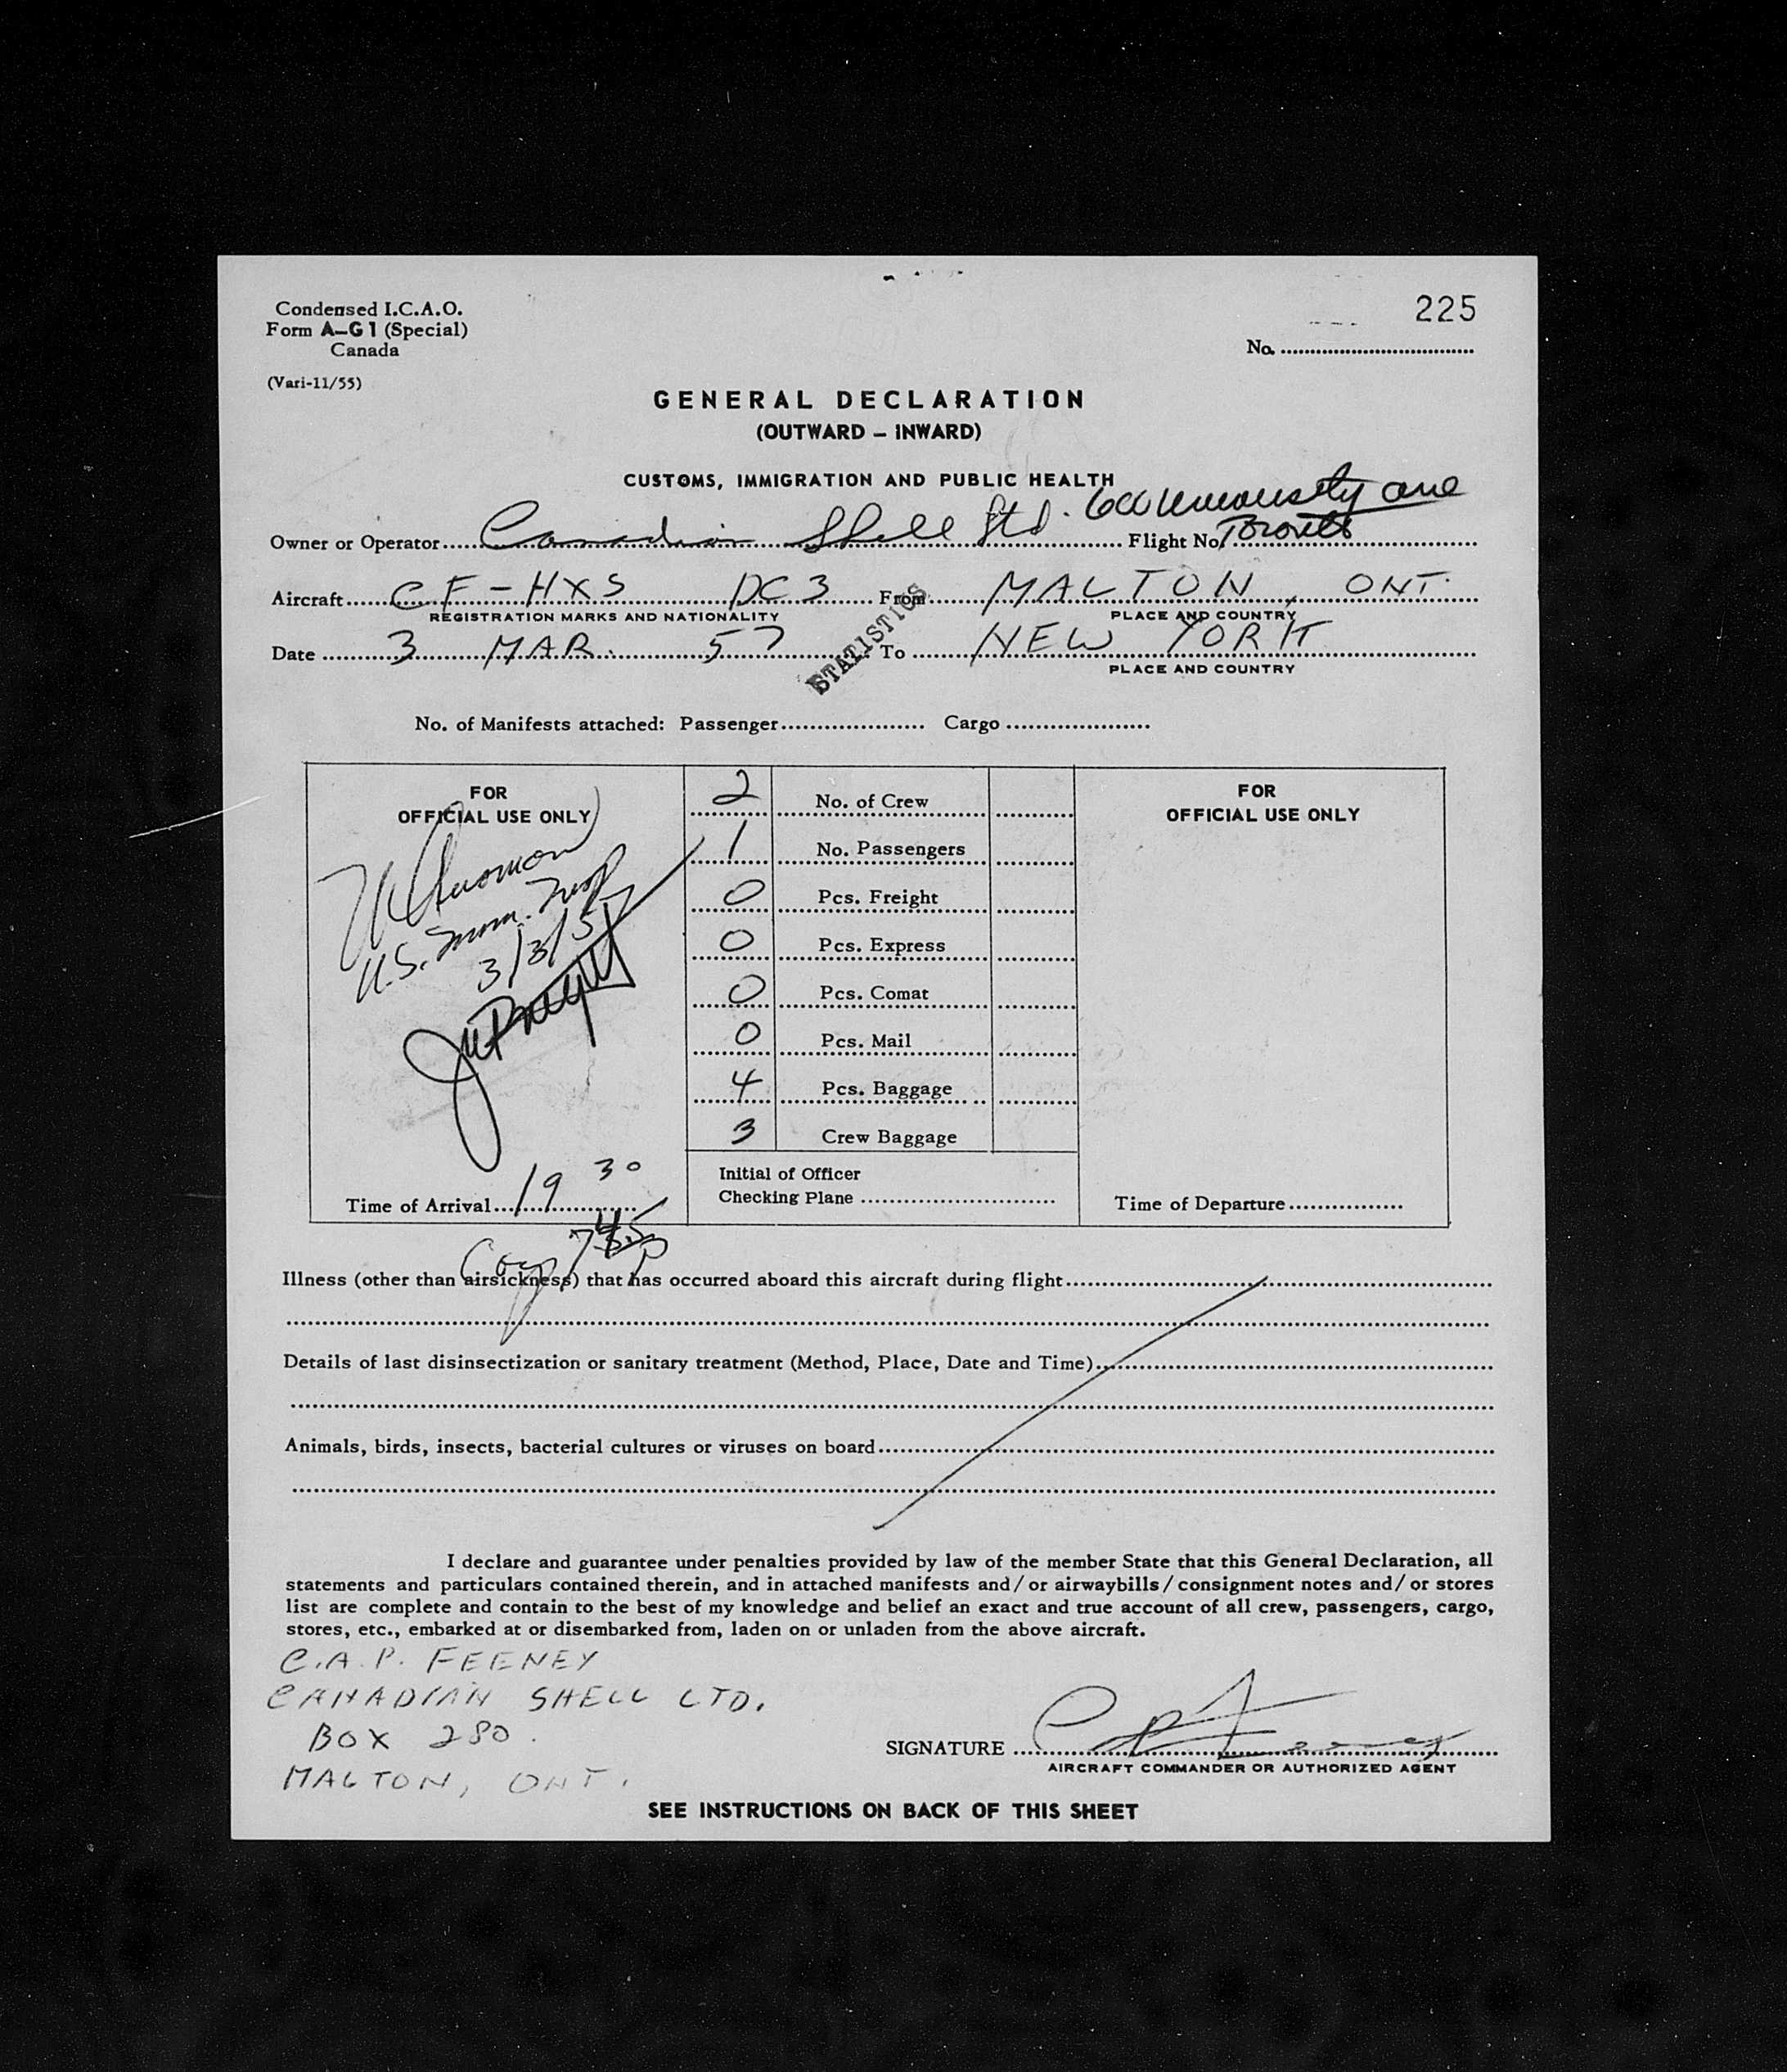 Condensed I.C.A.O.
Form A–G1 (Special)
Canada
(Vari-11/55)
225
No.
GENERAL DECLARATION
(OUTWARD – INWARD)
CUSTOMS, IMMIGRATION AND PUBLIC HEALTH
Owner or Operator Canadian Shell Ltd. 600 University ave
Flight No. Toronto
Aircraft CF-HXS DC3 From MALTON, ONT.
REGISTRATION MARKS AND NATIONALITY PLACE AND COUNTRY
Date 3 MAR. 57 To NEW YORK
PLACE AND COUNTRY
STATISTICS
No. of Manifests attached: Passenger Cargo
FOR
OFFICIAL USE ONLY
U.S. Imm. Insp
3/3/57
Time of Arrival 19 30
2 No. of Crew
1 No. Passengers
0 Pcs. Freight
0 Pcs. Express
0 Pcs. Comat
0 Pcs. Mail
4 Pcs. Baggage
3 Crew Baggage
Initial of Officer
Checking Plane
FOR
OFFICIAL USE ONLY
Time of Departure
Illness (other than airsickness) that has occurred aboard this aircraft during flight
Details of last disinsectization or sanitary treatment (Method, Place, Date and Time)
Animals, birds, insects, bacterial cultures or viruses on board
I declare and guarantee under penalties provided by law of the member State that this General Declaration, all
statements and particulars contained therein, and in attached manifests and/or airwaybills/consignment notes and/or stores
list are complete and contain to the best of my knowledge and belief an exact and true account of all crew, passengers, cargo,
stores, etc., embarked at or disembarked from, laden on or unladen from the above aircraft.
C.A.P. FEENEY
CANADIAN SHELL LTD.
BOX 280.
MALTON, ONT.
SIGNATURE CAP Feeney
AIRCRAFT COMMANDER OR AUTHORIZED AGENT
SEE INSTRUCTIONS ON BACK OF THIS SHEET